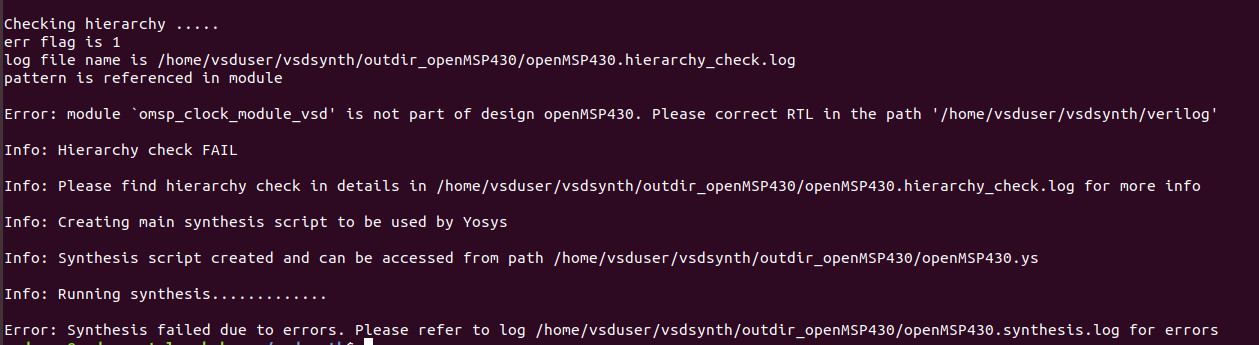 Checking hierarchy .....
err flag is 1
log file name is /home/vsduser/vsdsynth/outdir_openMSP430/openMSP430.hierarchy_check.log
pattern is referenced in module
Error: module `omsp_clock_module_vsd' is not part of design openMSP430. Please correct RTL in the path '/home/vsduser/vsdsynth/verilog'
Info: Hierarchy check FAIL
Info: Please find hierarchy check in details in /home/vsduser/vsdsynth/outdir_openMSP430/openMSP430.hierarchy_check.log for more info
Info: Creating main synthesis script to be used by Yosys
Info: Synthesis script created and can be accessed from path /home/vsduser/vsdsynth/outdir_openMSP430/openMSP430.ys
Info: Running synthesis.............
Error: Synthesis failed due to errors. Please refer to log /home/vsduser/vsdsynth/outdir_openMSP430/openMSP430.synthesis.log for errors